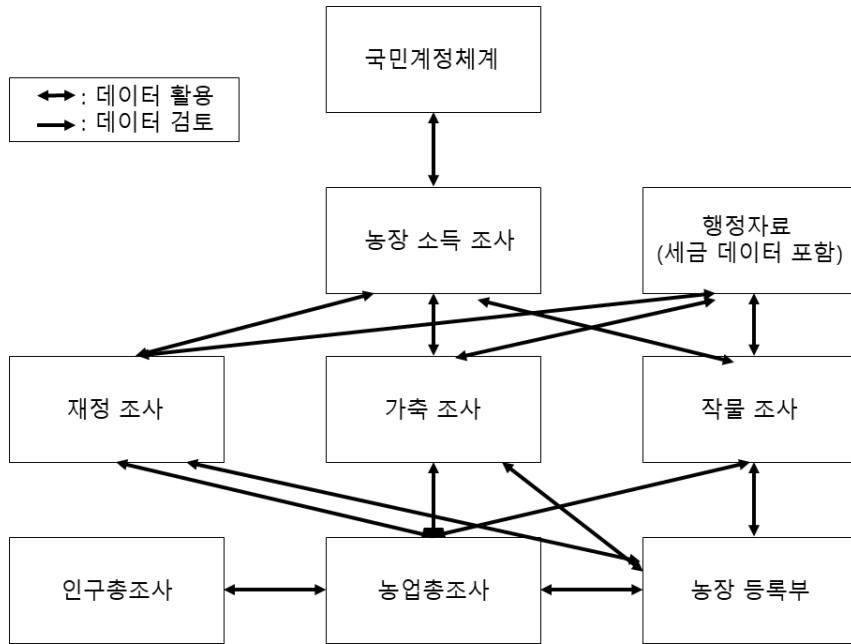 국민계정체계
: 데이터 활용
: 데이터 검토
농장 소득 조사
행정자료
(세금 데이터 포함)
재정 조사
가축 조사
작물 조사
인구총조사
농업총조사
농장 등록부